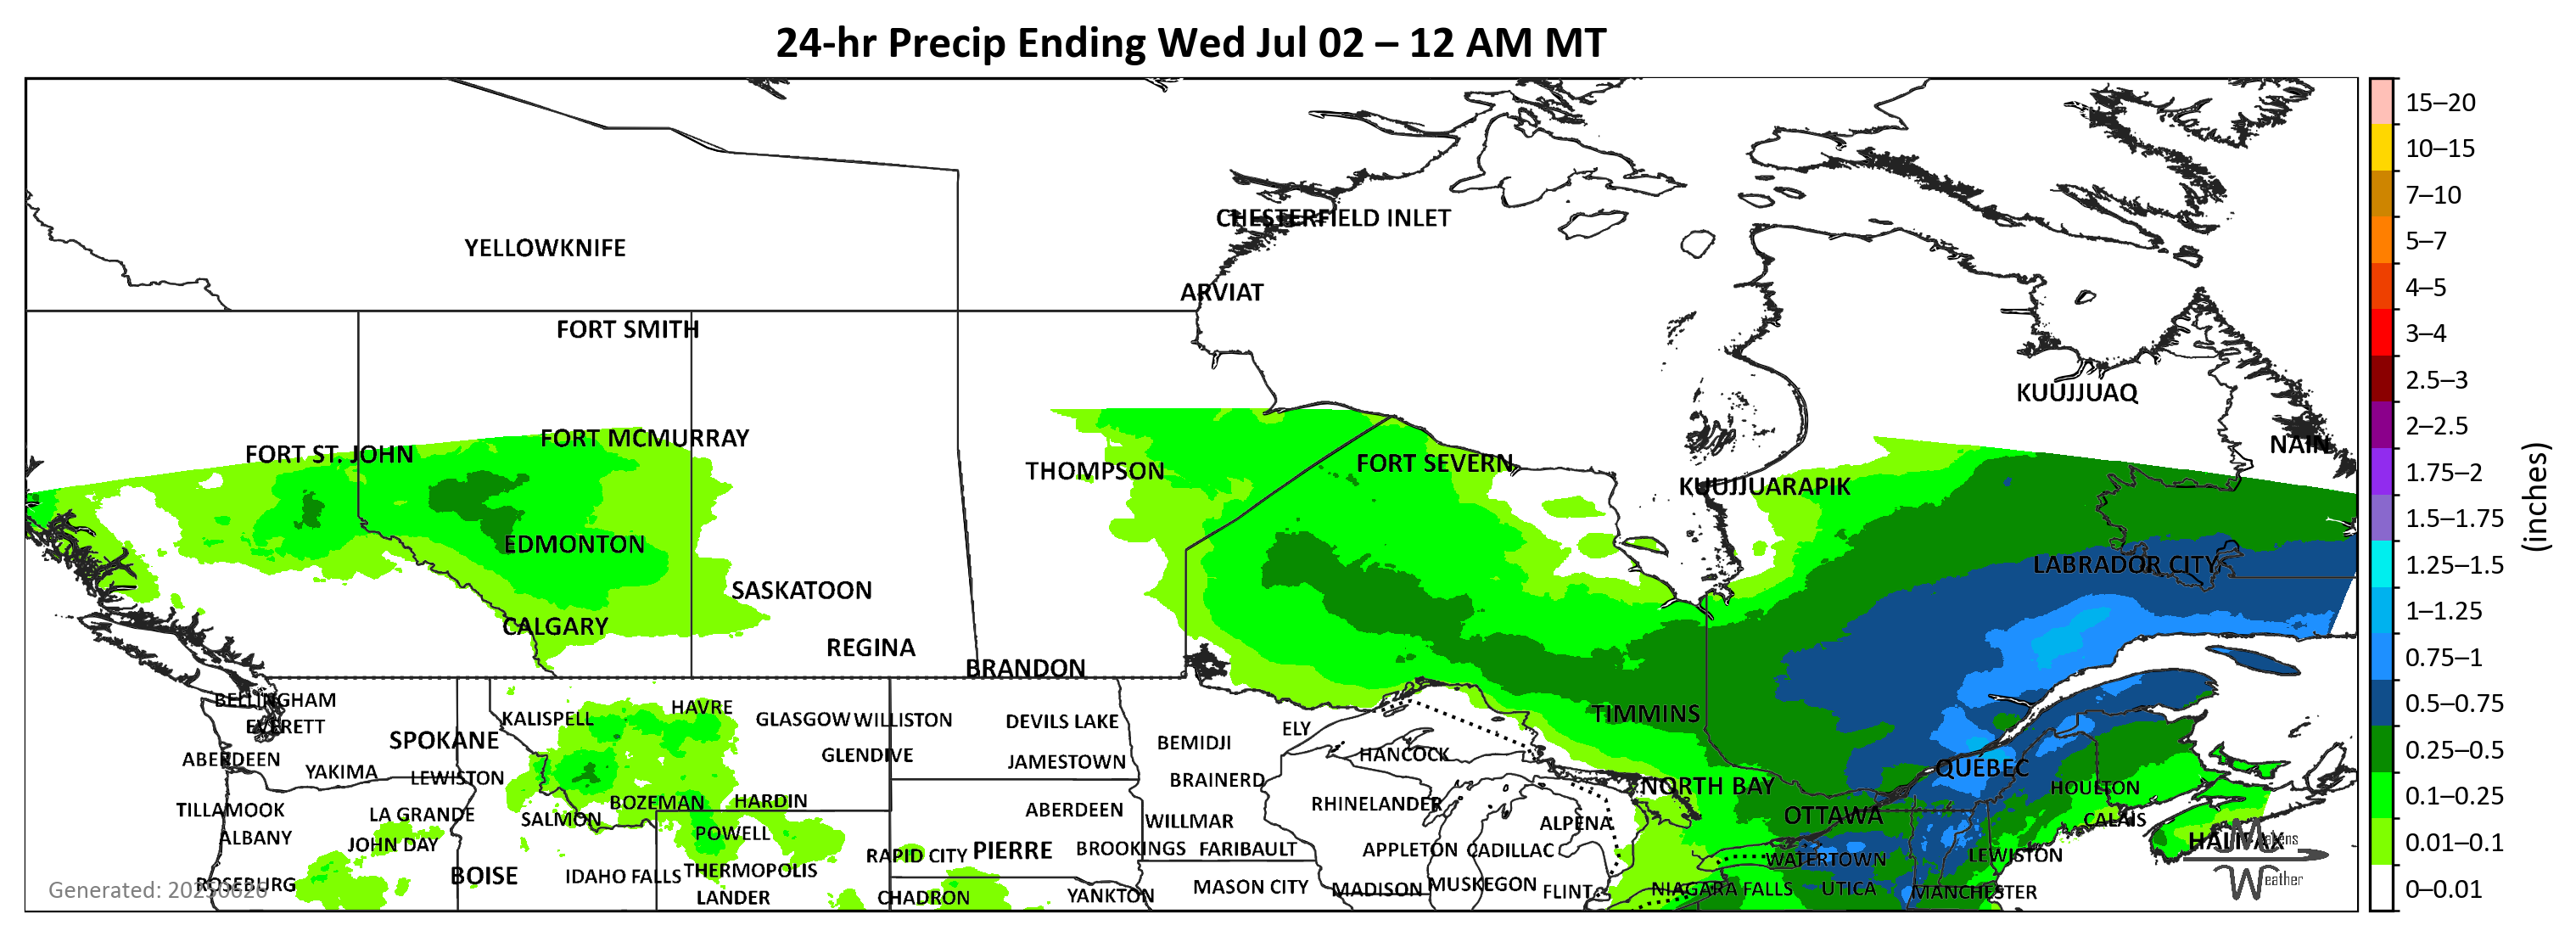 24-hr Precip Ending Wed Jul 02 – 12 AM MT
15–20
10–15
7–10
5–7
4–5
3–4
2.5–3
2–2.5
1.75–2
1.5–1.75
1.25–1.5
1–1.25
0.75–1
0.5–0.75
0.25–0.5
0.1–0.25
0.01–0.1
0–0.01
(inches)
CHESTERFIELD INLET
YELLOWKNIFE
ARVIAT
FORT SMITH
KUUJJUAQ
FORT MCMURRAY
NAIN
FORT ST. JOHN
FORT SEVERN
THOMPSON
KUUJJUARAPIK
EDMONTON
LABRADOR CITY
SASKATOON
CALGARY
REGINA
BRANDON
BELLINGHAM
HAVRE
TIMMINS
KALISPELL
GLASGOW
WILLISTON
DEVILS LAKE
EVERETT
ELY
SPOKANE
BEMIDJI
GLENDIVE
HANCOCK
ABERDEEN
JAMESTOWN
QUÉBEC
YAKIMA
LEWISTON
BRAINERD
NORTH BAY
HOULTON
BOZEMAN
HARDIN
RHINELANDER
TILLAMOOK
LA GRANDE
SALMON
ABERDEEN
WILLMAR
ALPENA
OTTAWA
CALAIS
ALBANY
JOHN DAY
POWELL
HALIFAX
RAPID CITY
PIERRE
BROOKINGS
FARIBAULT
APPLETON
CADILLAC
WATERTOWN
LEWISTON
Makens
Weather
ROSEBURG
BOISE
IDAHO FALLS
THERMOPOLIS
MASON CITY
MADISON
MUSKEGON
FLINT
NIAGARA FALLS
UTICA
MANCHESTER
LANDER
CHADRON
YANKTON
Generated: 20250626